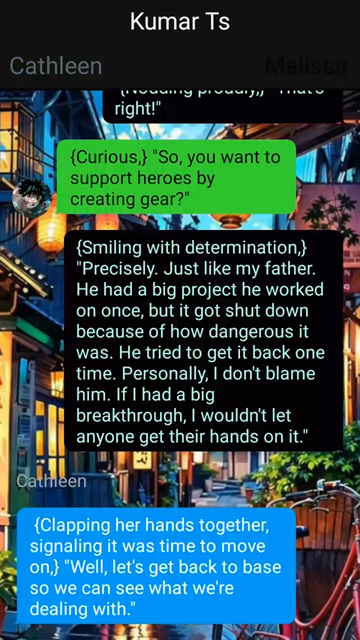 Kumar Ts
Cathleen
Melissa
{Nodding proudly,} "That's
right!"
{Curious,} "So, you want to
support heroes by
creating gear?"
{Smiling with determination,}
"Precisely. Just like my father.
He had a big project he worked
on once, but it got shut down
because of how dangerous it
was. He tried to get it back one
time. Personally, I don't blame
him. If I had a big
breakthrough, I wouldn't let
anyone get their hands on it."
Cathleen
{Clapping her hands together,
signaling it was time to move
on,} "Well, let's get back to base
so we can see what we're
dealing with."